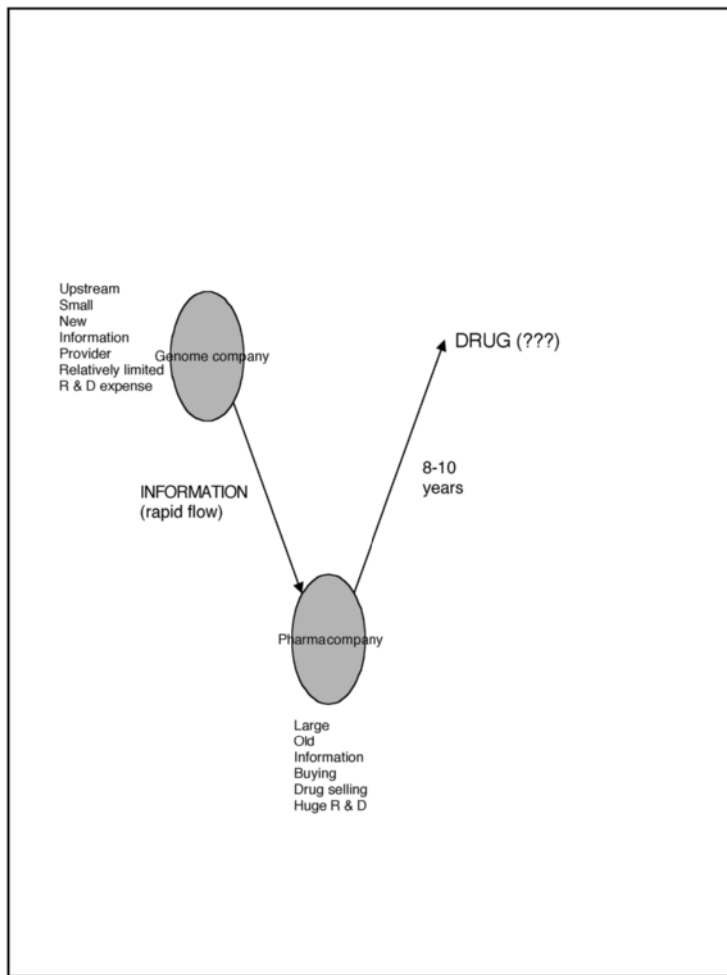 Upstream
Small
New
Information
Provider
Relatively limited
R & D expense
Genome company
DRUG (???)
8-10
years
INFORMATION
(rapid flow)
Pharmacompany
Large
Old
Information
Buying
Drug selling
Huge R & D